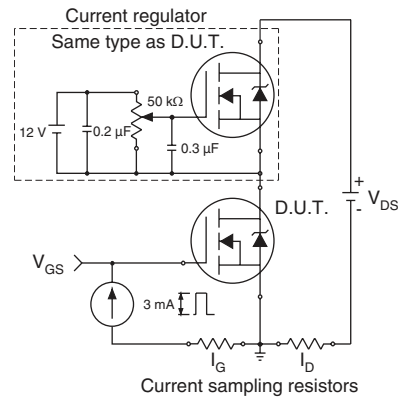 Current regulator
Same type as D.U.T.
50 kΩ
12 V
0.2 µF
0.3 µF
+
V_DS
-
D.U.T.
V_GS
3 mA
I_G
I_D
Current sampling resistors